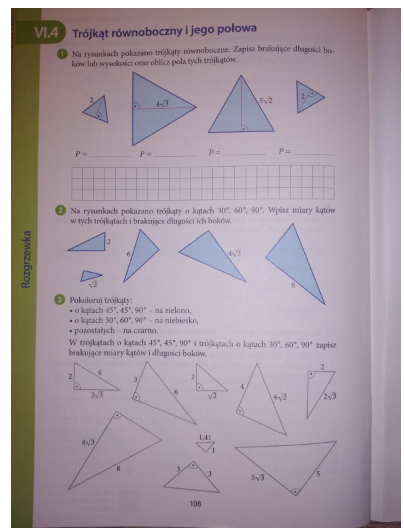 VI.4 Trójkąt równoboczny i jego połowa
1 Na rysunkach pokazano trójkąty równoboczne. Zapisz brakujące długości bo-
ków lub wysokości oraz oblicz pola tych trójkątów.
2 4√3 5√2 2
P = P = P = P =
2 Na rysunkach pokazano trójkąty o kątach 30°, 60°, 90°. Wpisz miary kątów
w tych trójkątach i brakujące długości ich boków.
2 6 4√3
√2 8
Rozgrzewka
3 Pokoloruj trójkąty:
• o kątach 45°, 45°, 90° – na zielono,
• o kątach 30°, 60°, 90° – na niebiesko,
• pozostałych – na czarno.
W trójkątach o kątach 45°, 45°, 90° i trójkątach o kątach 30°, 60°, 90° zapisz
brakujące miary kątów i długości boków.
2 4 2√3 3 6 2 √2 4 4√2 2 2√3
4√3 8 1,41 1 3 3 5√3 5
108